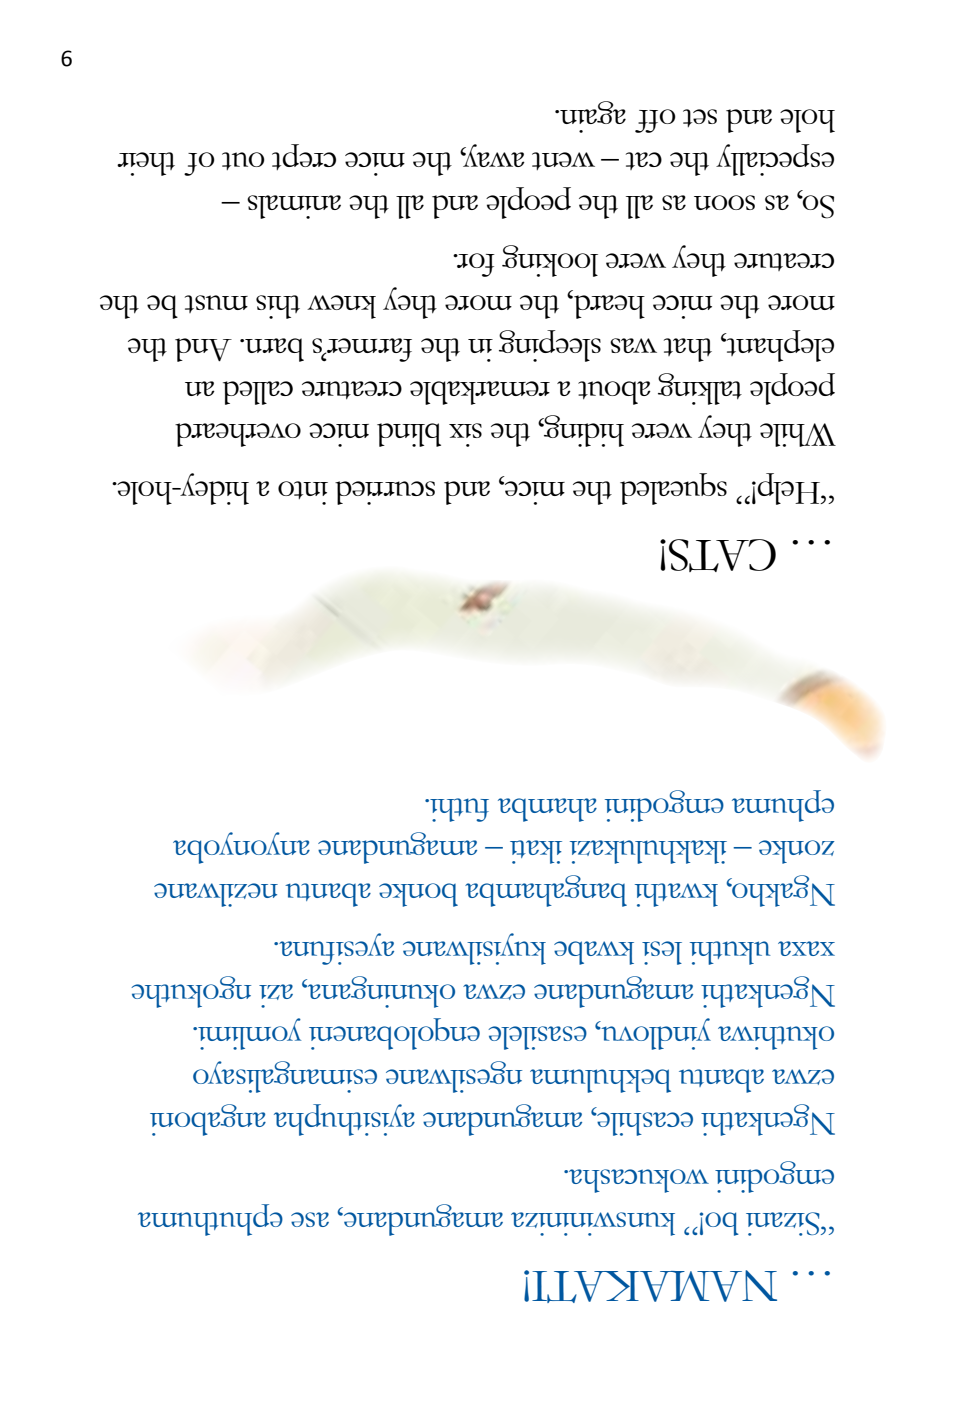 … NAMAKATI!
“Sizani bo!” kunswininiza amagundane, ase ephuthuma
emgodini wokucasha.
Ngenkathi ecashile, amagundane ayisithupha angaboni
ezwa abantu bekhuluma ngesilwane esimangalisayo
okuthiwa yindlovu, esasilele enqolobaneni yomlimi.
Ngenkathi amagundane ezwa okuningana, azi ngokuthe
xaxa ukuthi lesi kwabe kuyisilwane ayesifuna.
Ngakho, kwathi bangahamba bonke abantu nezilwane
zonke – ikakhulukazi ikati – amagundane anyonyoba
ephuma emgodini ahamba futhi.
… CATS!
“Help!” squealed the mice, and scurried into a hidey-hole.
While they were hiding, the six blind mice overheard
people talking about a remarkable creature called an
elephant, that was sleeping in the farmer’s barn. And the
more the mice heard, the more they knew this must be the
creature they were looking for.
So, as soon as all the people and all the animals –
especially the cat – went away, the mice crept out of their
hole and set off again.
9